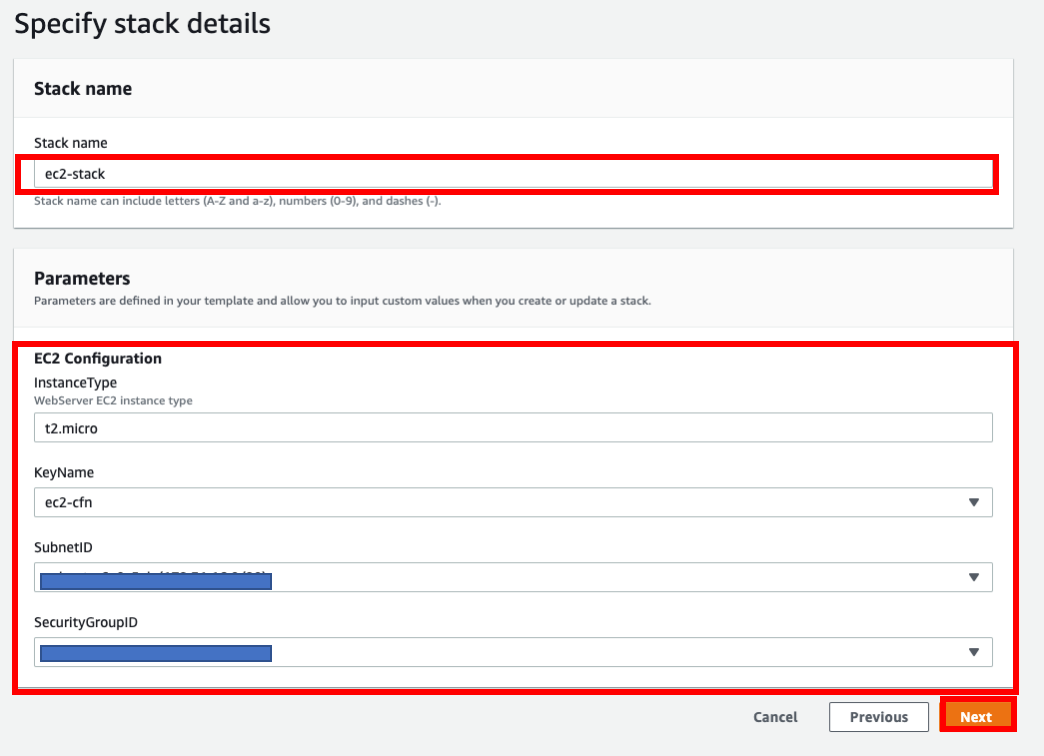 Specify stack details
Stack name
Stack name
ec2-stack
Stack name can include letters (A-Z and a-z), numbers (0-9), and dashes (-).
Parameters
Parameters are defined in your template and allow you to input custom values when you create or update a stack.
EC2 Configuration
InstanceType
WebServer EC2 instance type
t2.micro
KeyName
ec2-cfn
SubnetID
SecurityGroupID
Cancel
Previous
Next